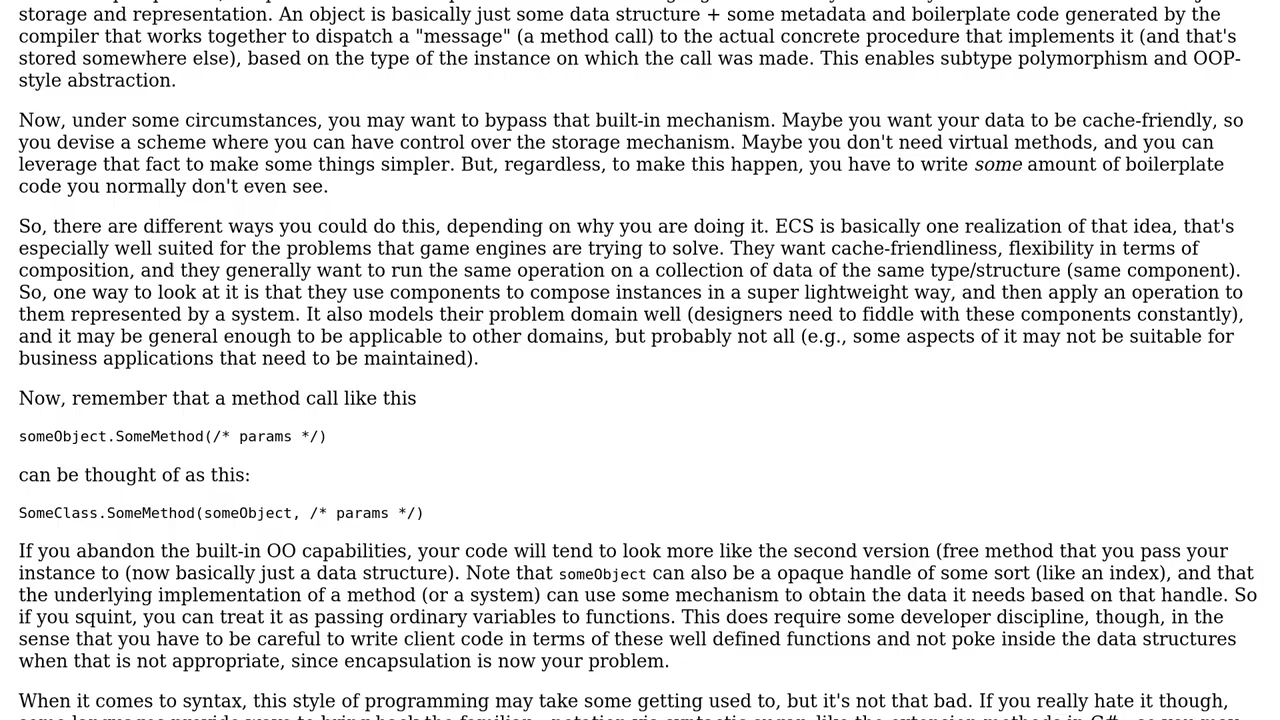 storage and representation. An object is basically just some data structure + some metadata and boilerplate code generated by the
compiler that works together to dispatch a "message" (a method call) to the actual concrete procedure that implements it (and that's
stored somewhere else), based on the type of the instance on which the call was made. This enables subtype polymorphism and OOP-
style abstraction.
Now, under some circumstances, you may want to bypass that built-in mechanism. Maybe you want your data to be cache-friendly, so
you devise a scheme where you can have control over the storage mechanism. Maybe you don't need virtual methods, and you can
leverage that fact to make some things simpler. But, regardless, to make this happen, you have to write some amount of boilerplate
code you normally don't even see.
So, there are different ways you could do this, depending on why you are doing it. ECS is basically one realization of that idea, that's
especially well suited for the problems that game engines are trying to solve. They want cache-friendliness, flexibility in terms of
composition, and they generally want to run the same operation on a collection of data of the same type/structure (same component).
So, one way to look at it is that they use components to compose instances in a super lightweight way, and then apply an operation to
them represented by a system. It also models their problem domain well (designers need to fiddle with these components constantly),
and it may be general enough to be applicable to other domains, but probably not all (e.g., some aspects of it may not be suitable for
business applications that need to be maintained).
Now, remember that a method call like this
someObject.SomeMethod(/* params */)
can be thought of as this:
SomeClass.SomeMethod(someObject, /* params */)
If you abandon the built-in OO capabilities, your code will tend to look more like the second version (free method that you pass your
instance to (now basically just a data structure). Note that someObject can also be a opaque handle of some sort (like an index), and that
the underlying implementation of a method (or a system) can use some mechanism to obtain the data it needs based on that handle. So
if you squint, you can treat it as passing ordinary variables to functions. This does require some developer discipline, though, in the
sense that you have to be careful to write client code in terms of these well defined functions and not poke inside the data structures
when that is not appropriate, since encapsulation is now your problem.
When it comes to syntax, this style of programming may take some getting used to, but it's not that bad. If you really hate it though,